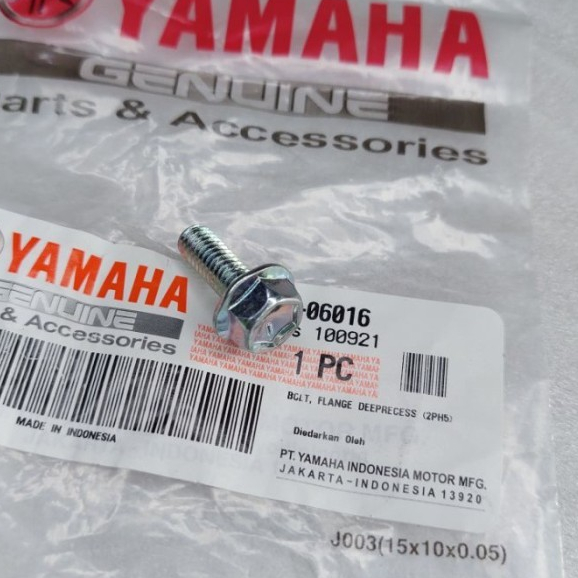 YAMAHA
GENUINE
arts & Accessories
YAMAHA
GENUINE
& Accessories
-06016
100921
1 PC
BOLT, FLANGE DEEPRECESS (2PH5)
MADE IN INDONESIA
Diedarkan Oleh
PT. YAMAHA INDONESIA MOTOR MFG.
JAKARTA-INDONESIA 13920
J003(15x10x0.05)